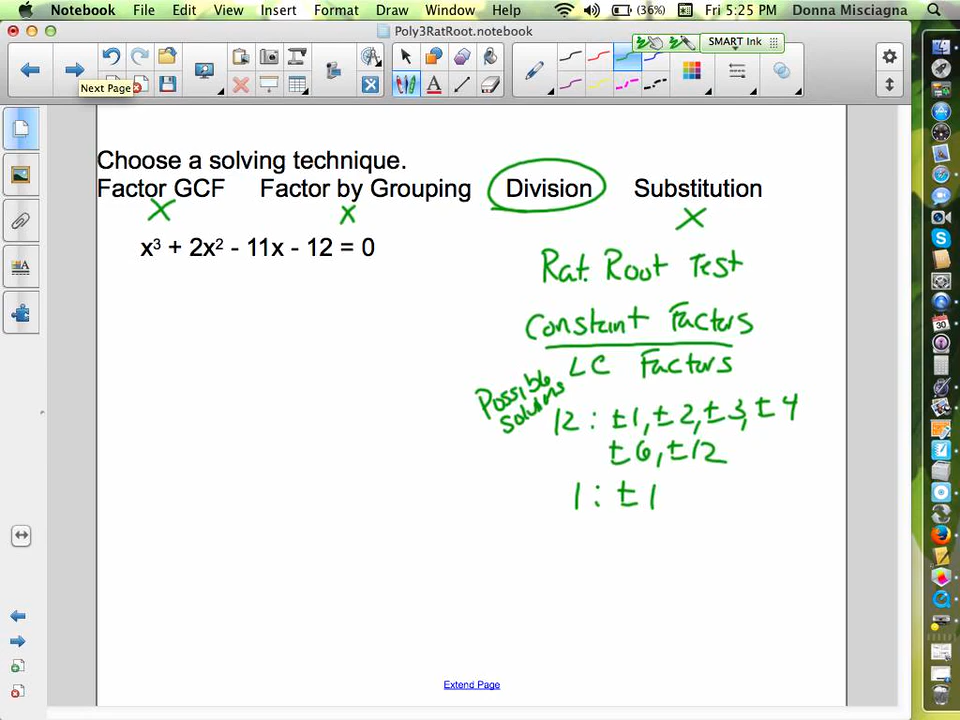 Notebook File Edit View Insert Format Draw Window Help (36%) Fri 5:25 PM Donna Misciagna
Poly3RatRoot.notebook
SMART Ink
Next Page
Choose a solving technique.
Factor GCF Factor by Grouping Division Substitution
x³ + 2x² - 11x - 12 = 0
Rat. Root Test
Constant Factors
LC Factors
Possible
Solutions
12 : ±1, ±2, ±3, ±4
±6, ±12
1 : ±1
Extend Page